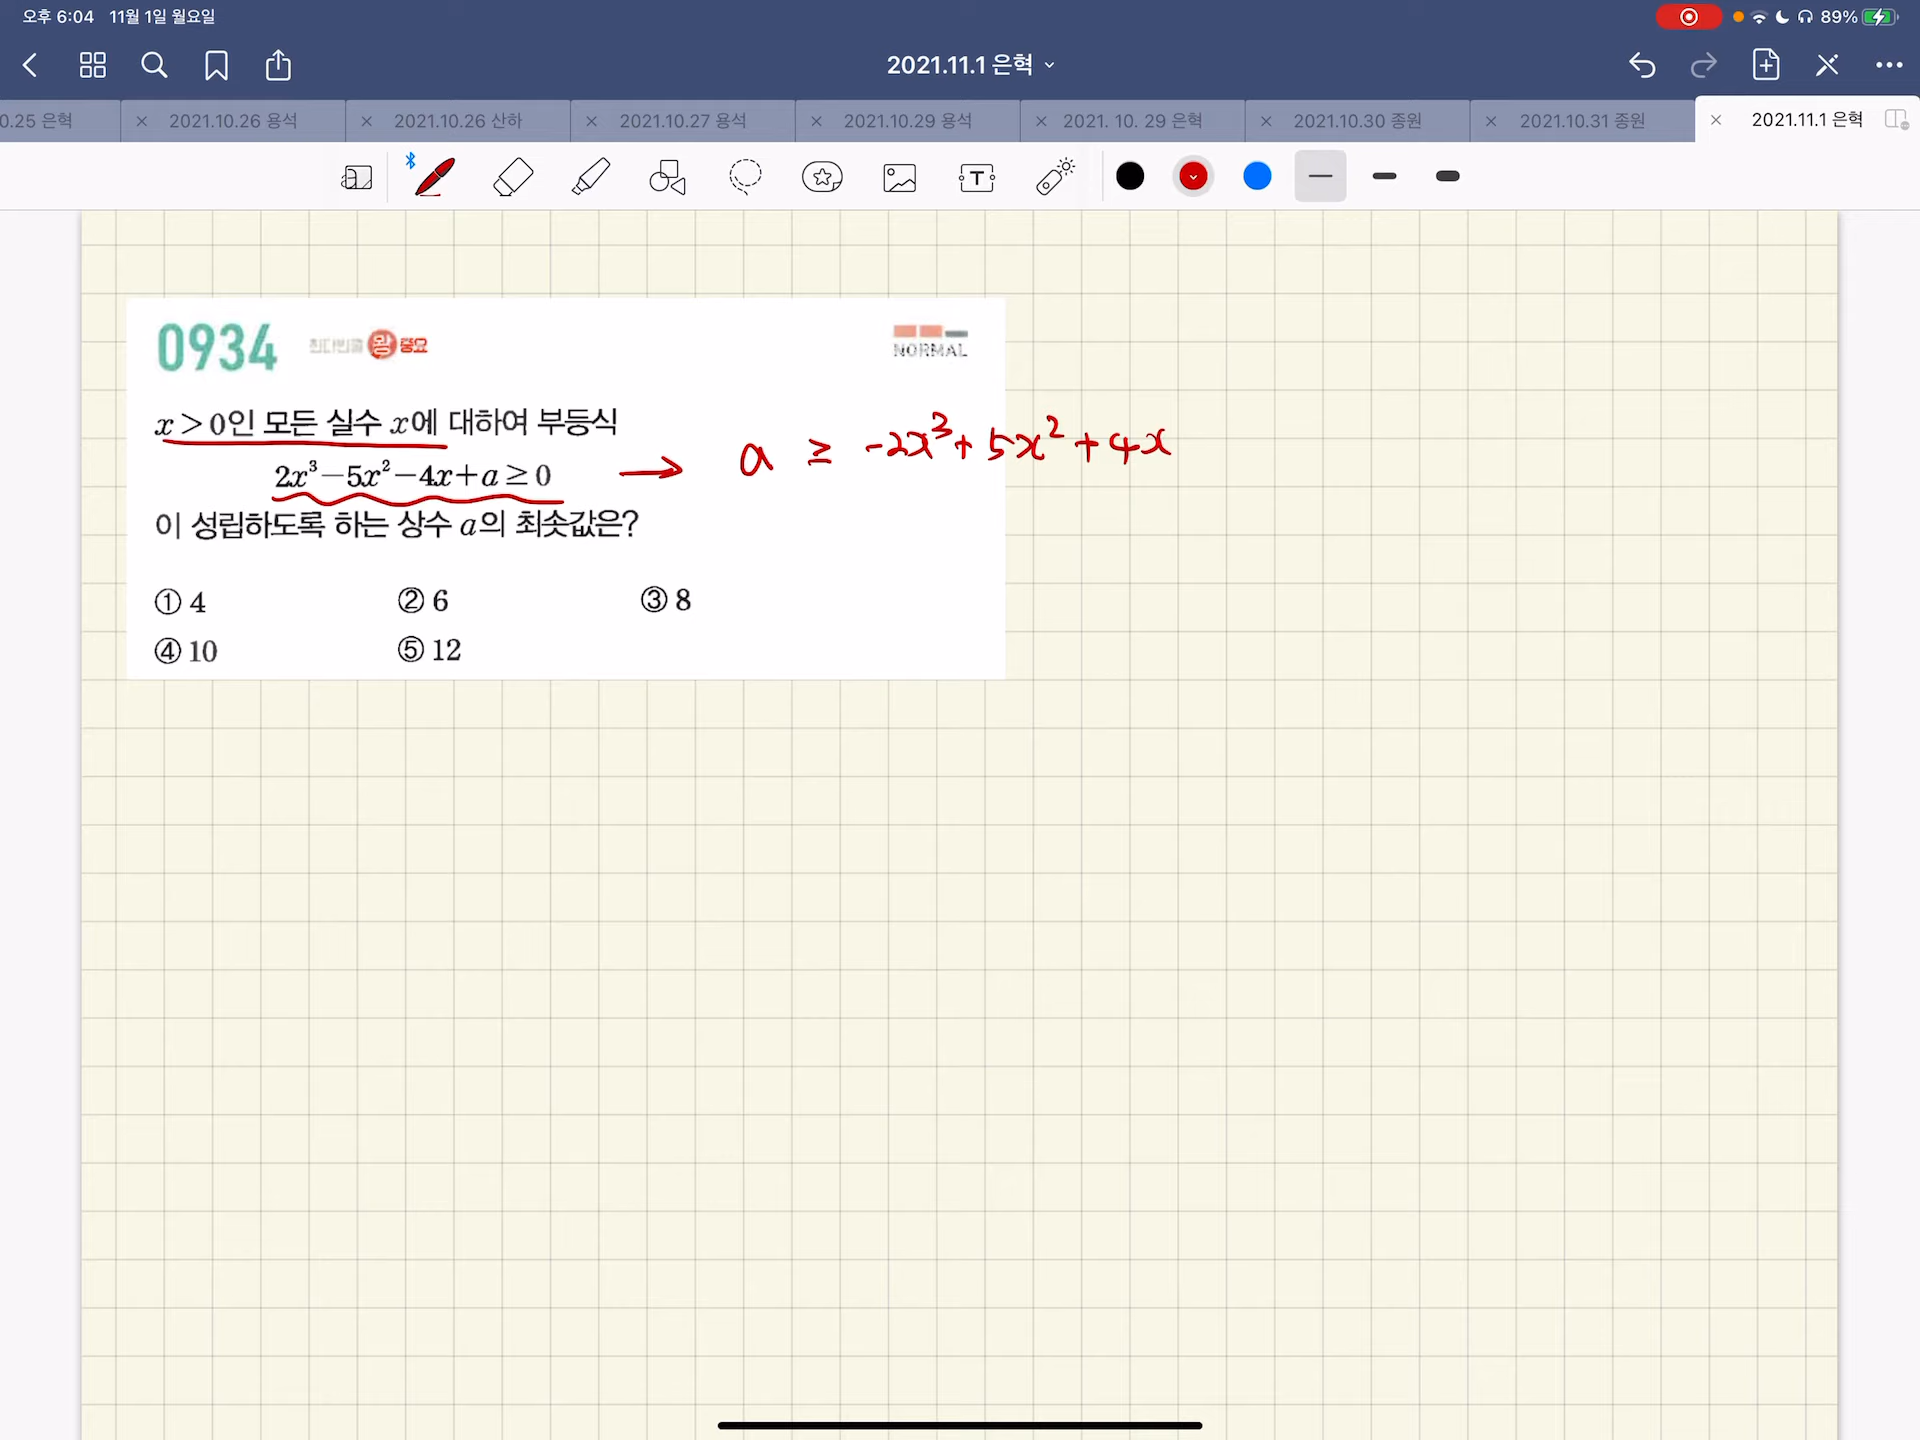 오후 6:04 11월 1일 월요일
89%
2021.11.1 은혁
0.25 은혁
2021.10.26 용석
2021.10.26 산하
2021.10.27 용석
2021.10.29 용석
2021. 10. 29 은혁
2021.10.30 종원
2021.10.31 종원
2021.11.1 은혁
0934
왕중요
NORMAL
x>0인 모든 실수 x에 대하여 부등식
2x³-5x²-4x+a≥0
→ a ≥ -2x³+5x²+4x
이 성립하도록 하는 상수 a의 최솟값은?
① 4 ② 6 ③ 8
④ 10 ⑤ 12